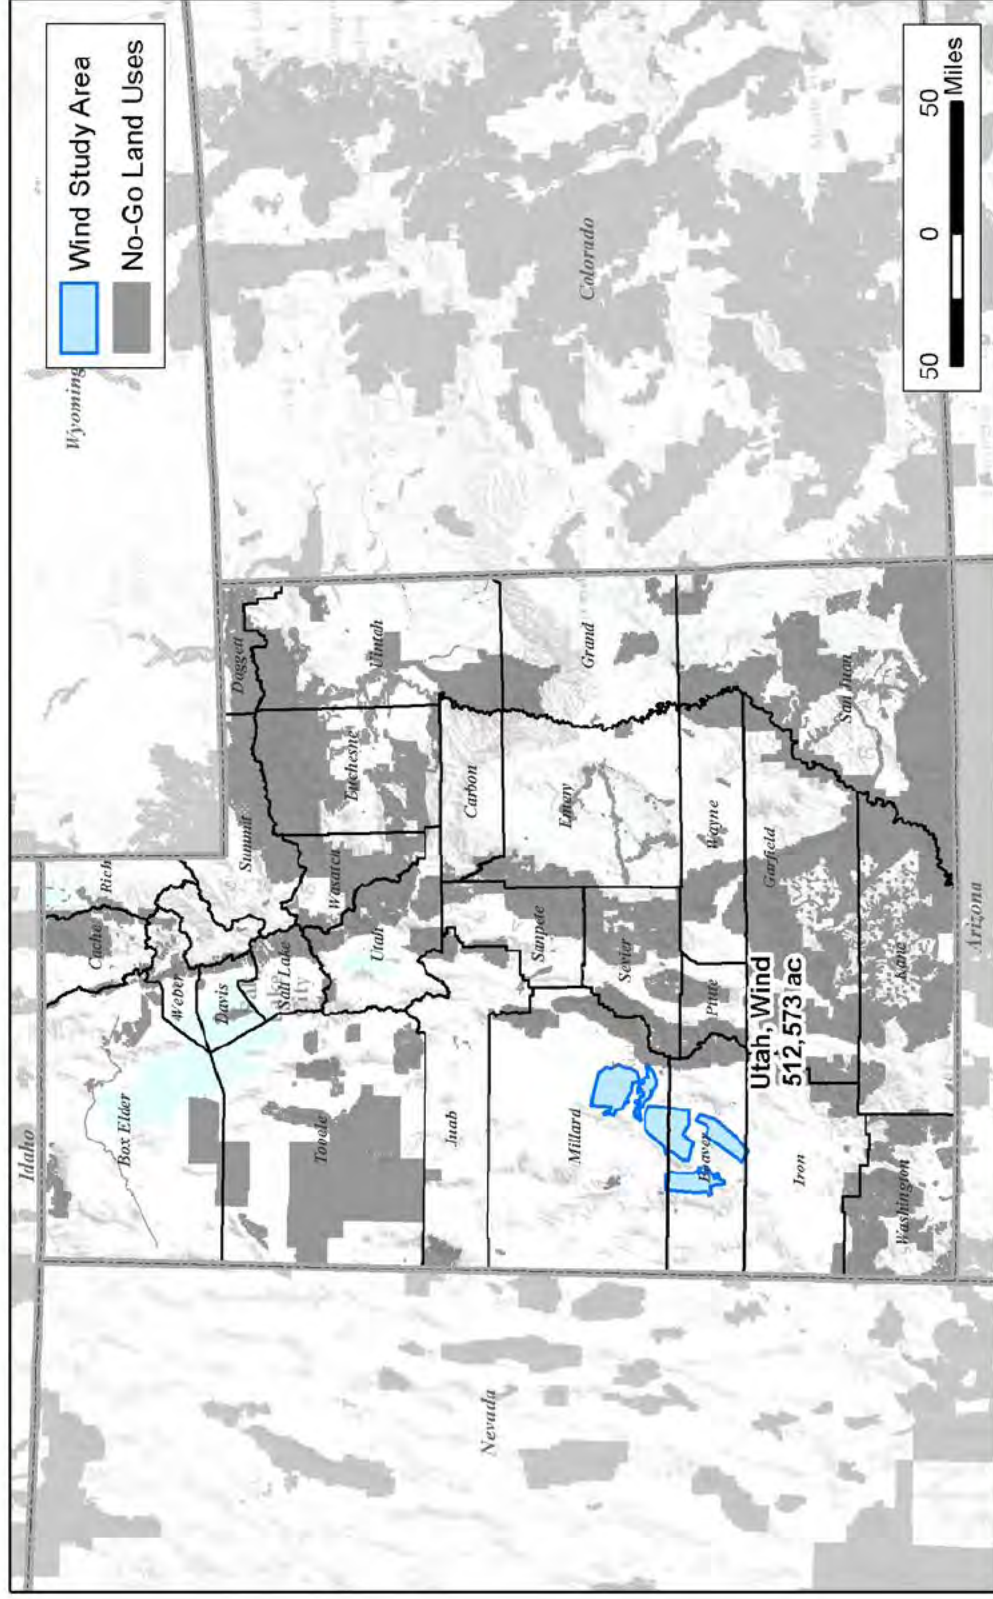 Wind Study Area
No-Go Land Uses
Idaho
Wyoming
Nevada
Colorado
Arizona
Box Elder
Cache
Rich
Weber
Davis
Salt Lake
Summit
Daggett
Tooele
Utah
Wasatch
Duchesne
Uintah
Juab
Carbon
Millard
Sanpete
Emery
Grand
Sevier
Beaver
Piute
Wayne
Iron
Garfield
San Juan
Washington
Kane
Utah, Wind
512,573 ac
50 0 50
Miles